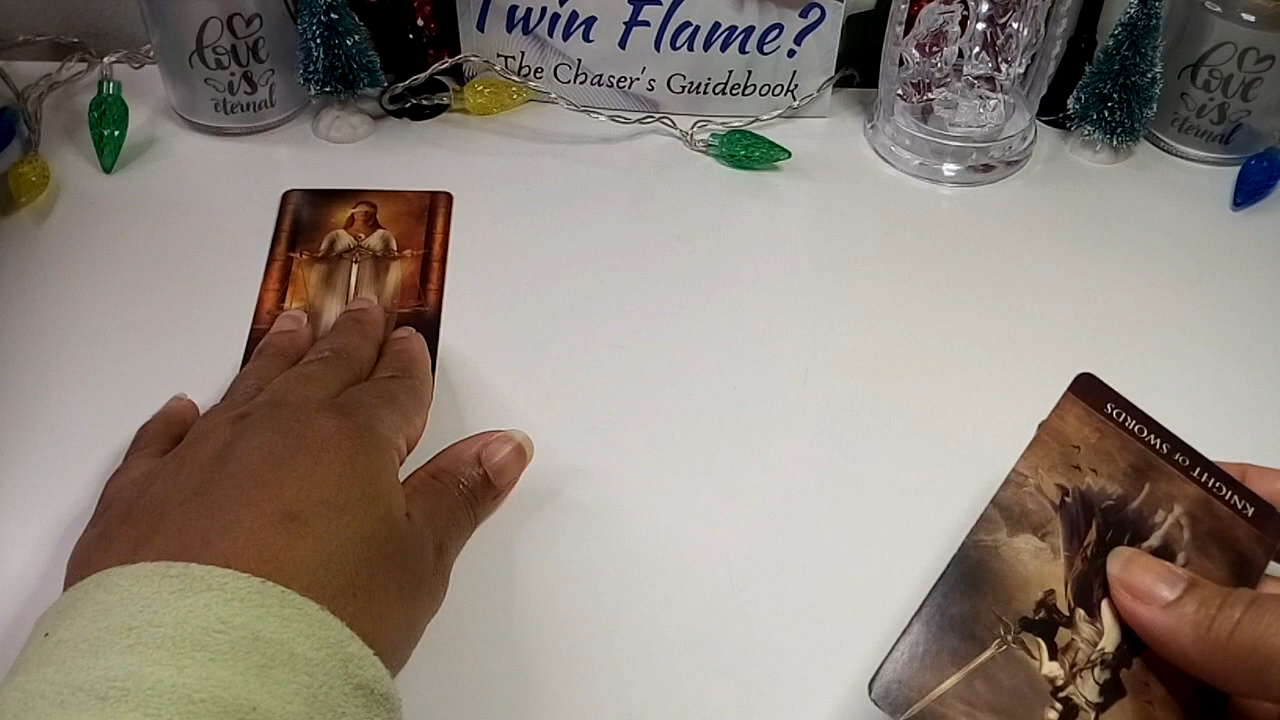 Twin Flame?
The Chaser's Guidebook
love
is
eternal
love
is
eternal
KNIGHT OF SWORDS